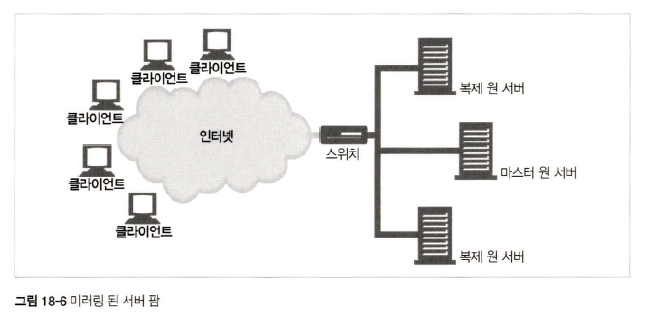 클라이언트
클라이언트
클라이언트
클라이언트
클라이언트
인터넷
스위치
복제 원 서버
마스터 원 서버
복제 원 서버
그림 18-6 미러링 된 서버 팜